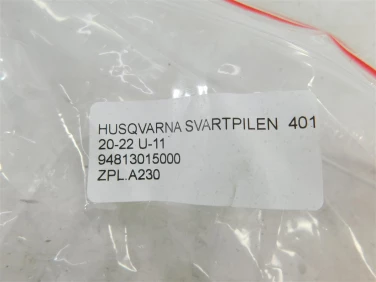 HUSQVARNA SVARTPILEN 401
20-22 U-11
94813015000
ZPL.A230